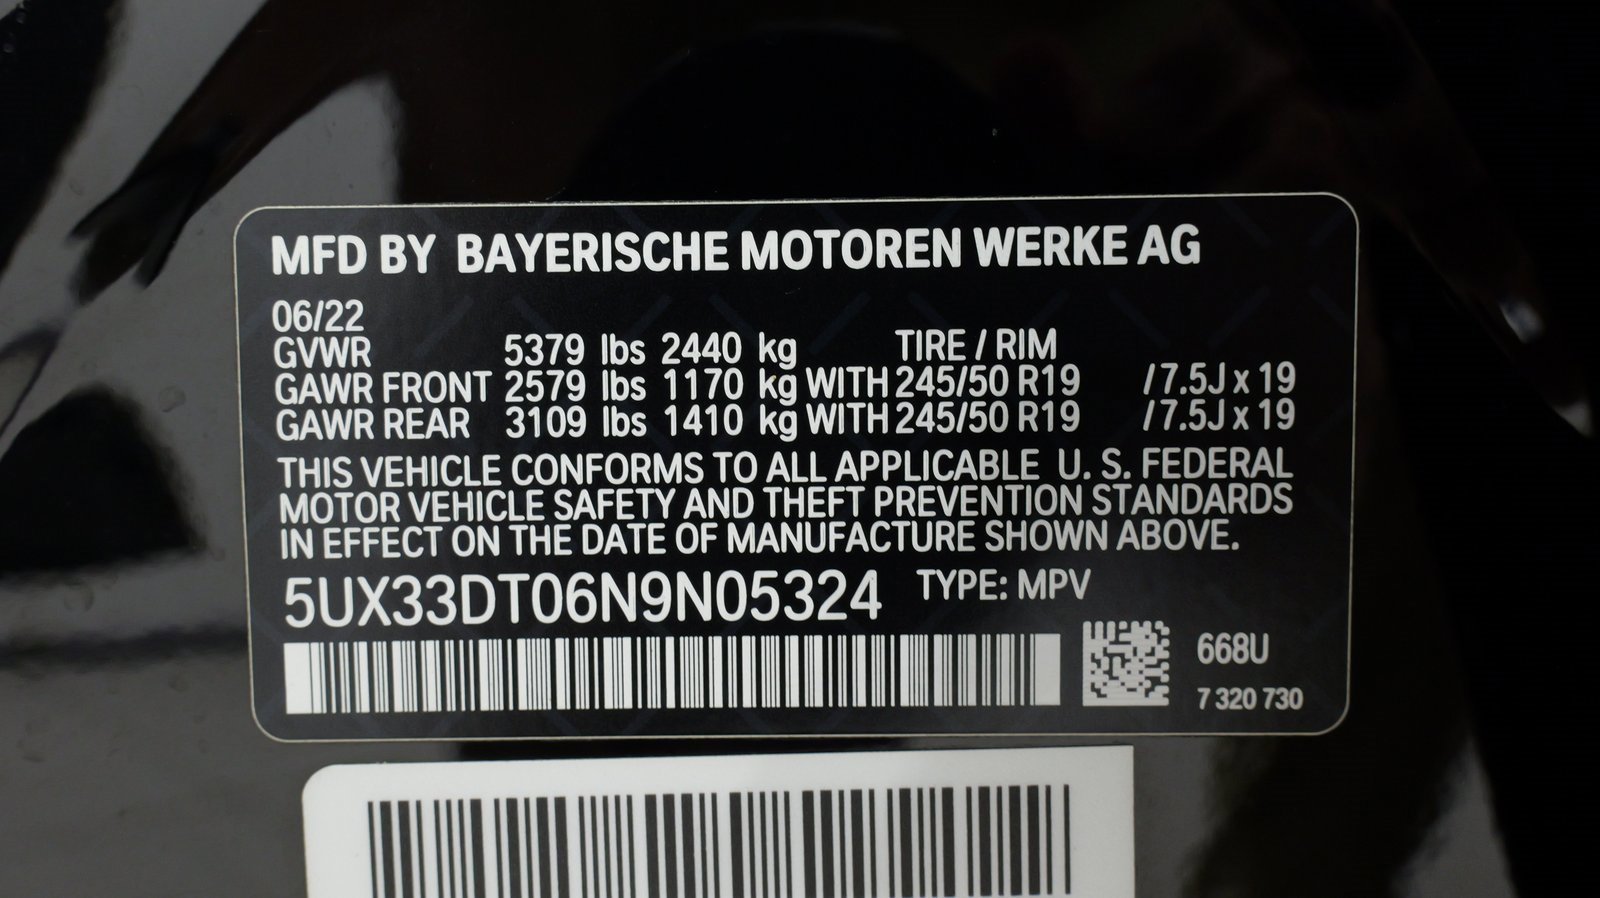 MFD BY BAYERISCHE MOTOREN WERKE AG
06/22
GVWR 5379 lbs 2440 kg TIRE / RIM
GAWR FRONT 2579 lbs 1170 kg WITH 245/50 R19 / 7.5J x 19
GAWR REAR 3109 lbs 1410 kg WITH 245/50 R19 / 7.5J x 19
THIS VEHICLE CONFORMS TO ALL APPLICABLE U. S. FEDERAL
MOTOR VEHICLE SAFETY AND THEFT PREVENTION STANDARDS
IN EFFECT ON THE DATE OF MANUFACTURE SHOWN ABOVE.
5UX33DT06N9N05324 TYPE: MPV
668U
7 320 730